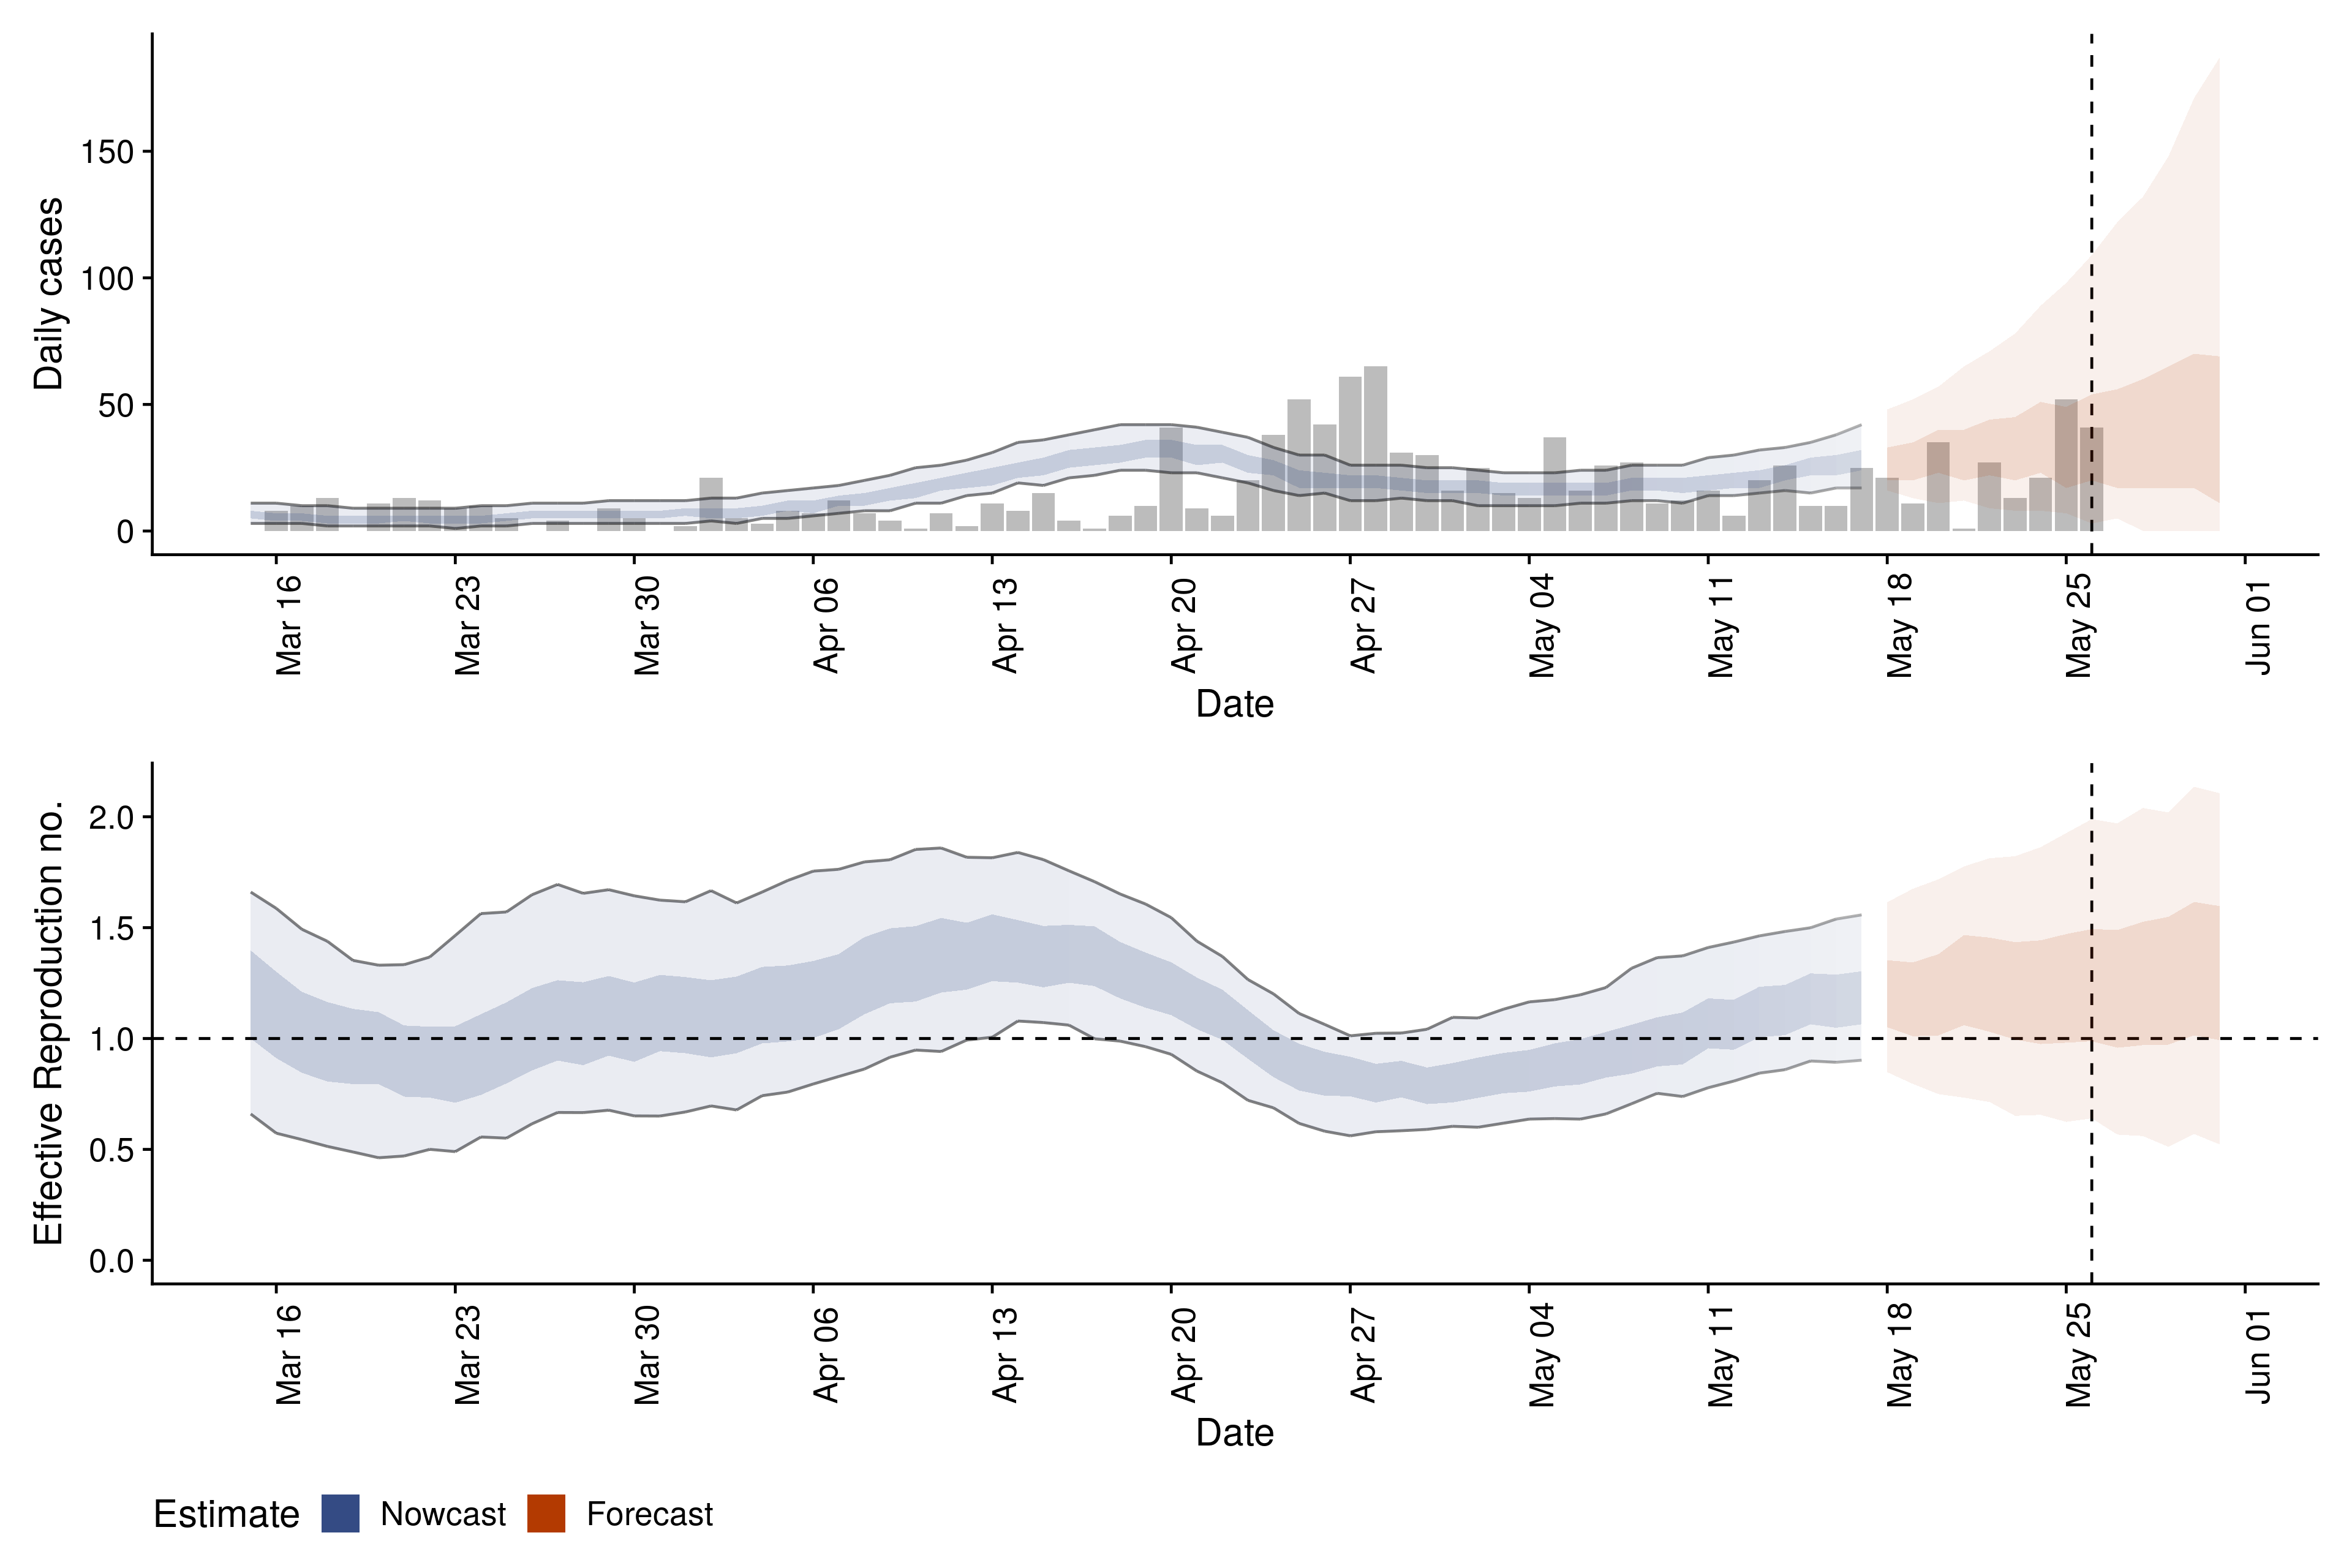 Daily cases
150
100
50
0
Mar 16
Mar 23
Mar 30
Apr 06
Apr 13
Apr 20
Apr 27
May 04
May 11
May 18
May 25
Jun 01
Date
Effective Reproduction no.
2.0
1.5
1.0
0.5
0.0
Mar 16
Mar 23
Mar 30
Apr 06
Apr 13
Apr 20
Apr 27
May 04
May 11
May 18
May 25
Jun 01
Date
Estimate Nowcast Forecast